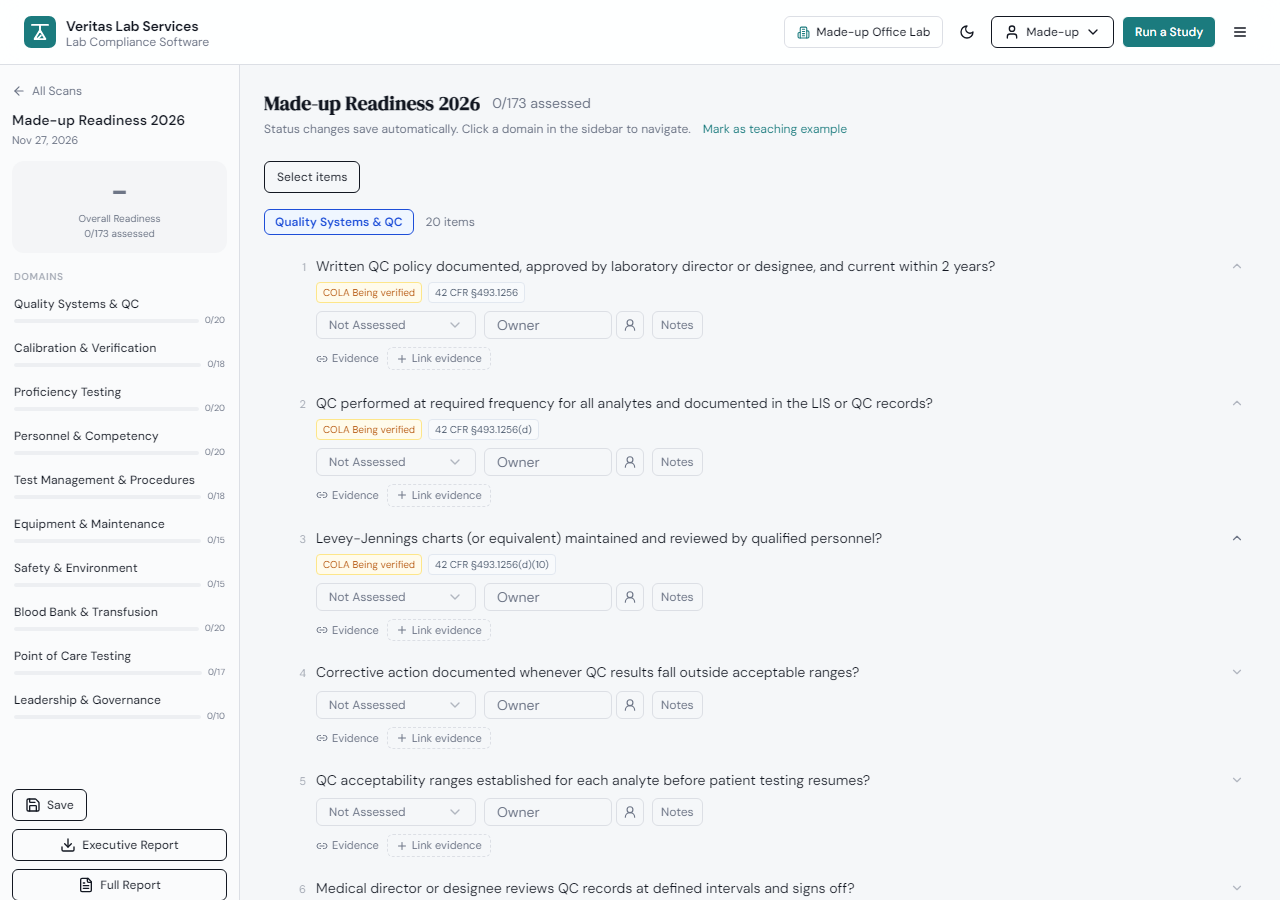 Veritas Lab Services
Lab Compliance Software
Made-up Office Lab
Made-up
Run a Study
All Scans
Made-up Readiness 2026
Nov 27, 2026
–
Overall Readiness
0/173 assessed
DOMAINS
Quality Systems & QC
0/20
Calibration & Verification
0/18
Proficiency Testing
0/20
Personnel & Competency
0/20
Test Management & Procedures
0/18
Equipment & Maintenance
0/15
Safety & Environment
0/15
Blood Bank & Transfusion
0/20
Point of Care Testing
0/17
Leadership & Governance
0/10
Save
Executive Report
Full Report
Made-up Readiness 2026 0/173 assessed
Status changes save automatically. Click a domain in the sidebar to navigate. Mark as teaching example
Select items
Quality Systems & QC 20 items
1 Written QC policy documented, approved by laboratory director or designee, and current within 2 years?
COLA Being verified 42 CFR §493.1256
Not Assessed Owner Notes
Evidence + Link evidence
2 QC performed at required frequency for all analytes and documented in the LIS or QC records?
COLA Being verified 42 CFR §493.1256(d)
Not Assessed Owner Notes
Evidence + Link evidence
3 Levey-Jennings charts (or equivalent) maintained and reviewed by qualified personnel?
COLA Being verified 42 CFR §493.1256(d)(10)
Not Assessed Owner Notes
Evidence + Link evidence
4 Corrective action documented whenever QC results fall outside acceptable ranges?
Not Assessed Owner Notes
Evidence + Link evidence
5 QC acceptability ranges established for each analyte before patient testing resumes?
Not Assessed Owner Notes
Evidence + Link evidence
6 Medical director or designee reviews QC records at defined intervals and signs off?